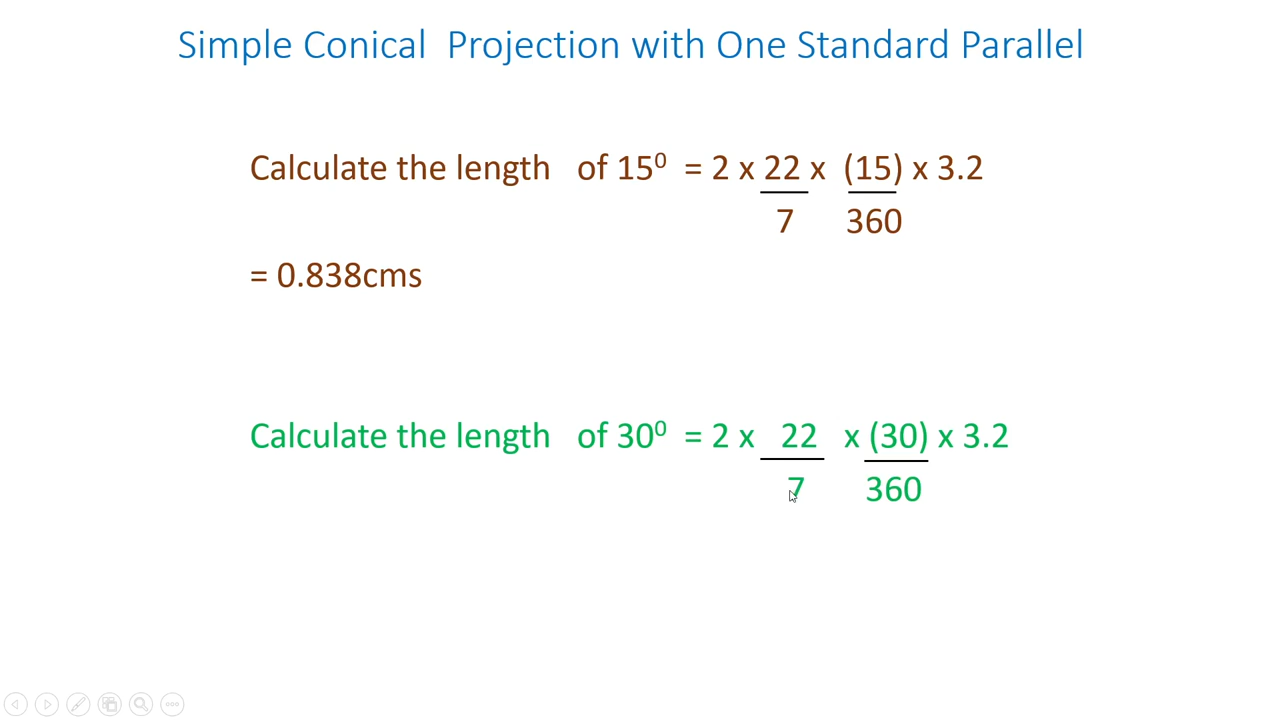 Simple Conical  Projection with One Standard Parallel
Calculate the length   of 15⁰  = 2 x 22 x  (15) x 3.2
7     360
= 0.838cms
Calculate the length   of 30⁰  = 2 x   22   x (30) x 3.2
7      360